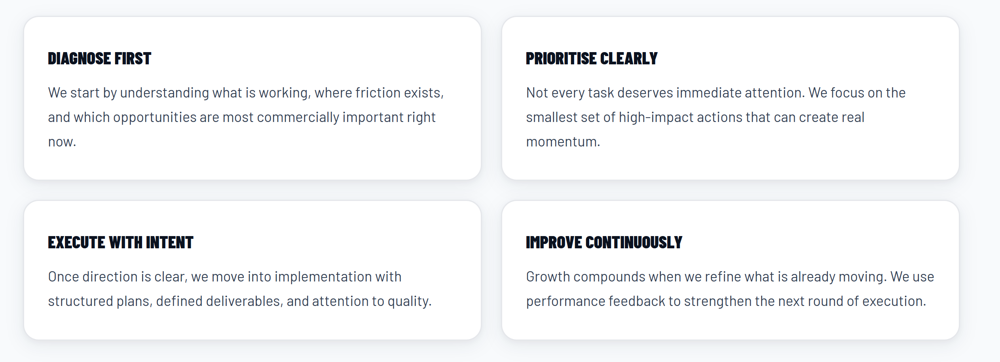 DIAGNOSE FIRST
We start by understanding what is working, where friction exists,
and which opportunities are most commercially important right
now.
PRIORITISE CLEARLY
Not every task deserves immediate attention. We focus on the
smallest set of high-impact actions that can create real
momentum.
EXECUTE WITH INTENT
Once direction is clear, we move into implementation with
structured plans, defined deliverables, and attention to quality.
IMPROVE CONTINUOUSLY
Growth compounds when we refine what is already moving. We use
performance feedback to strengthen the next round of execution.